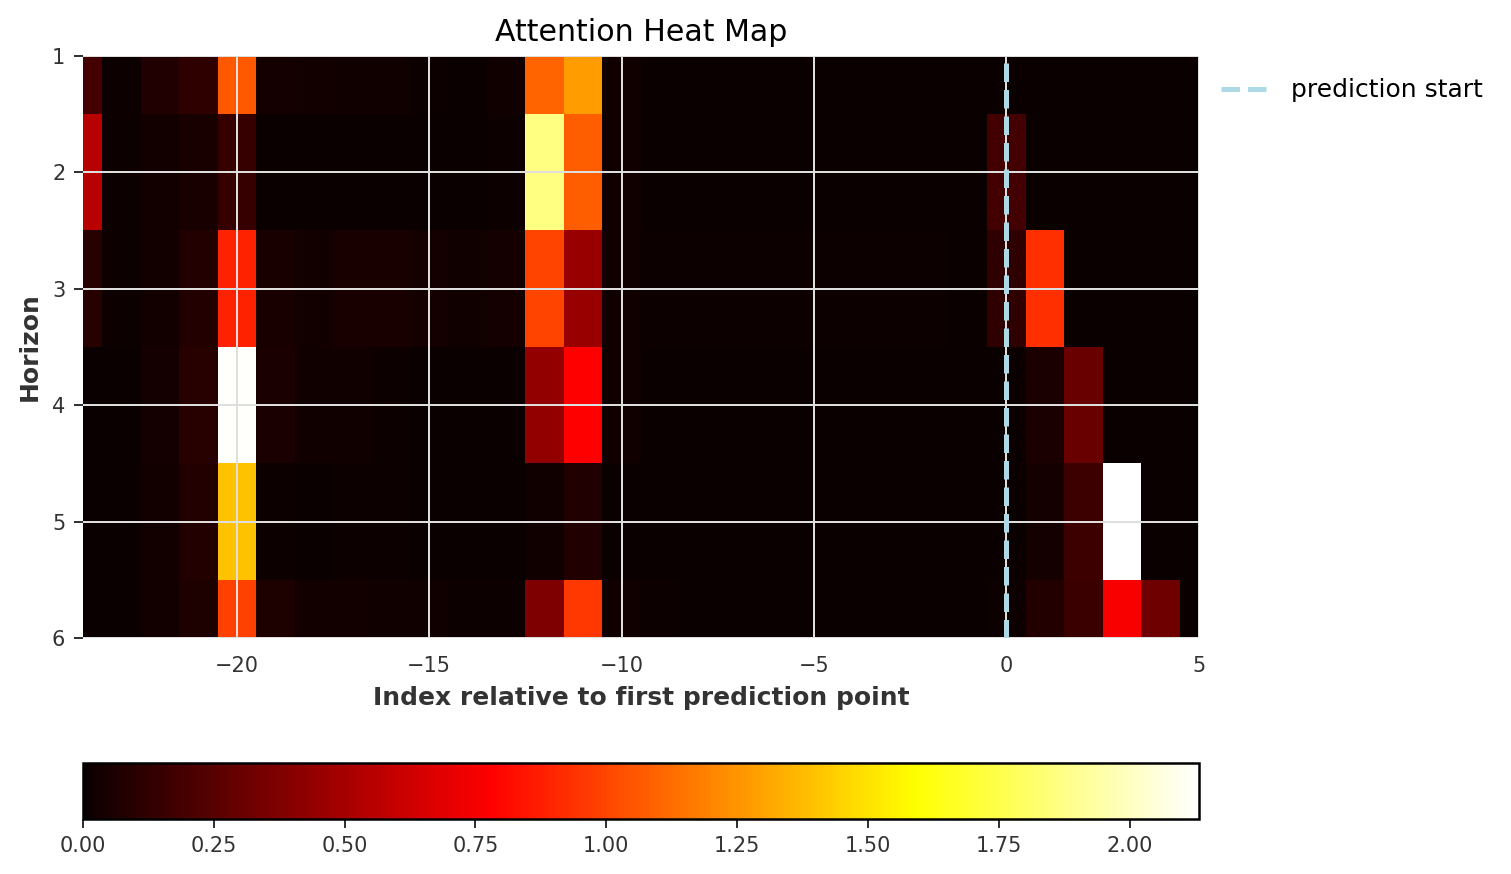 Attention Heat Map
prediction start
Horizon
1
2
3
4
5
6
−20 −15 −10 −5 0 5
Index relative to first prediction point
0.00 0.25 0.50 0.75 1.00 1.25 1.50 1.75 2.00